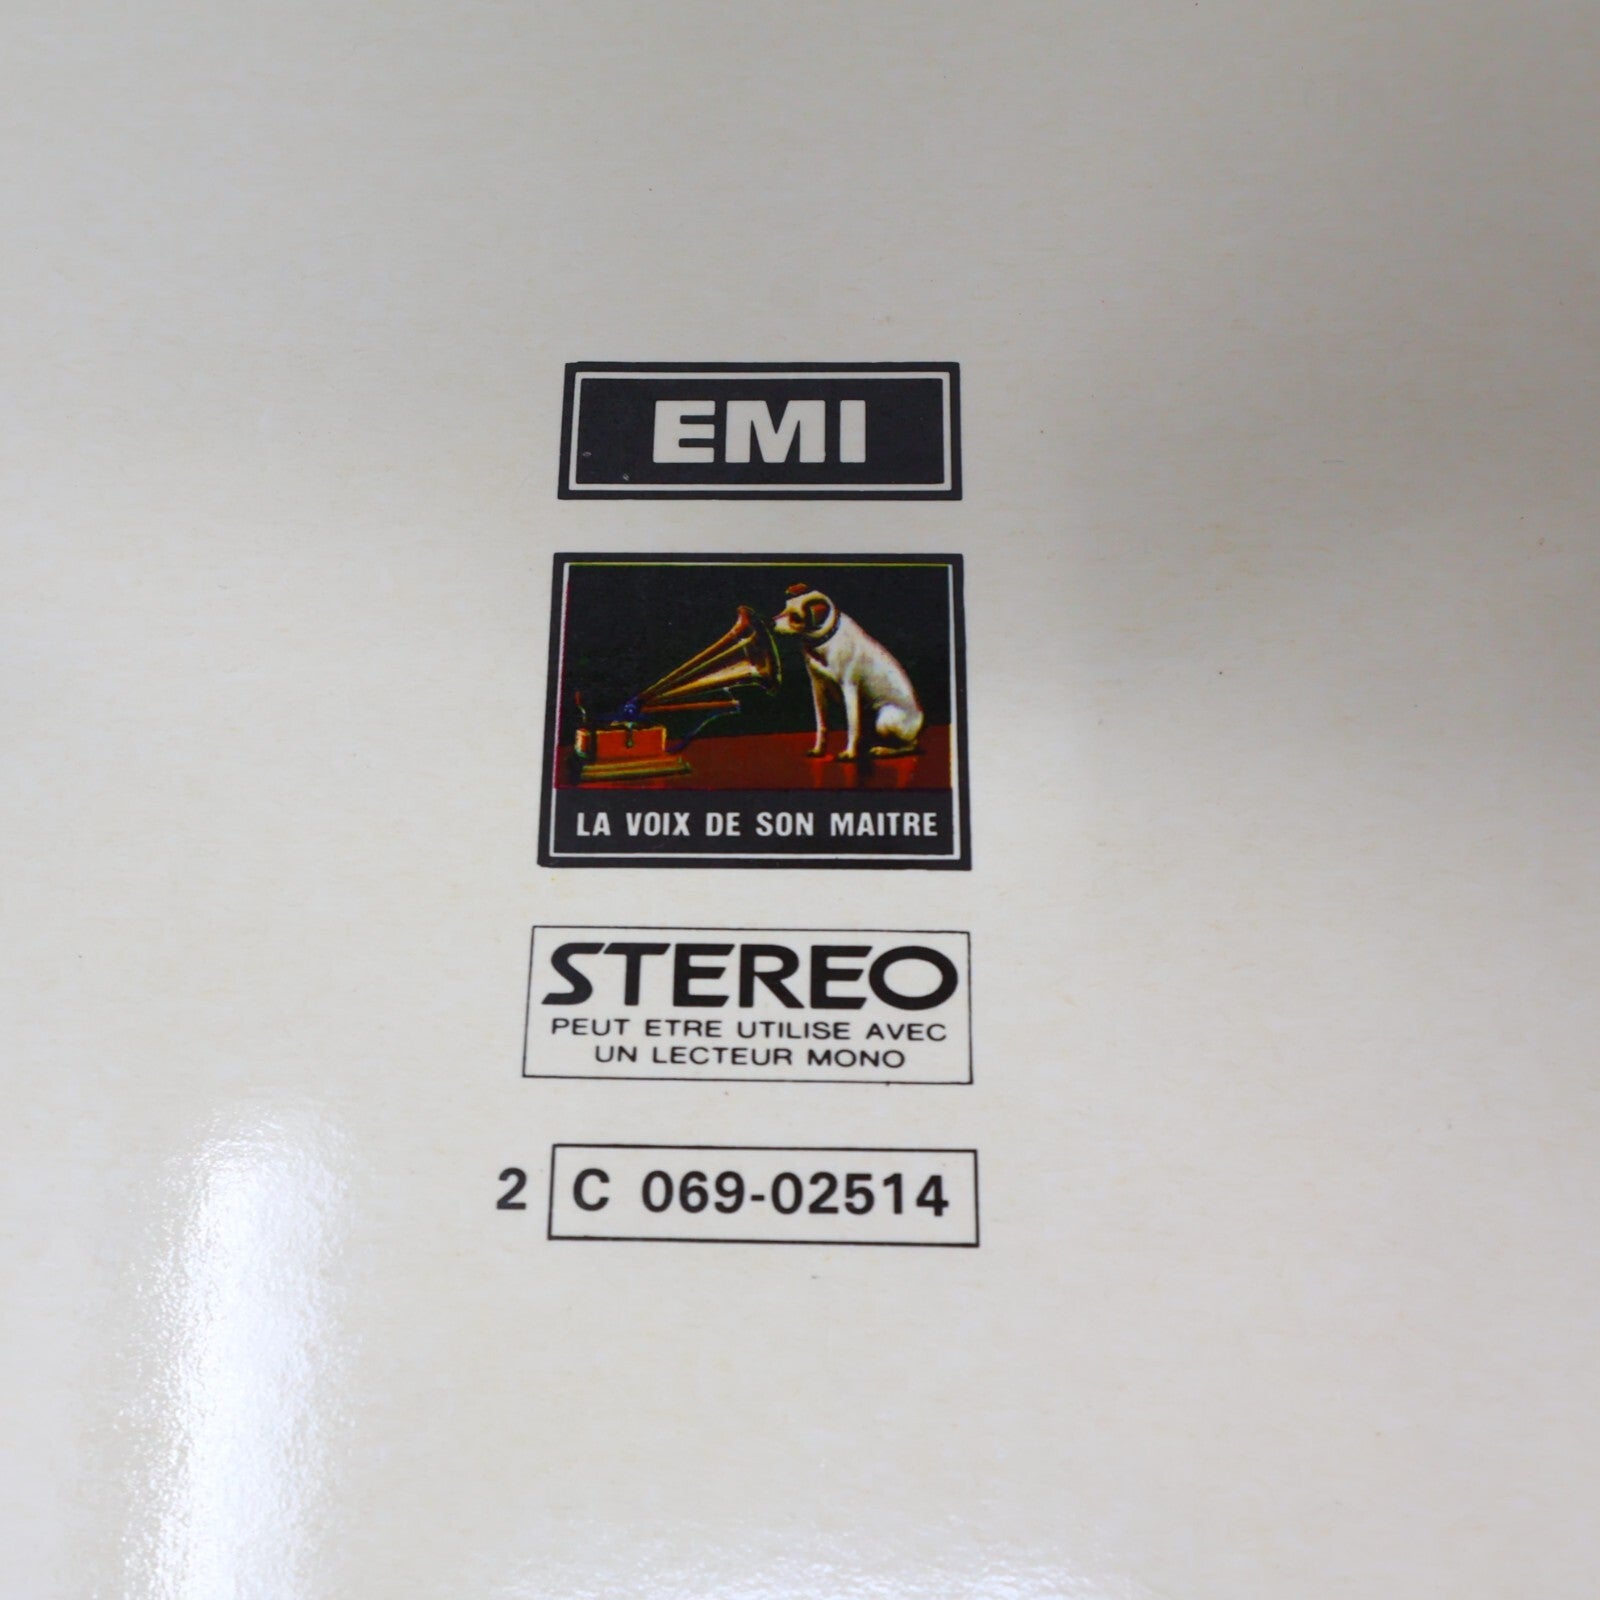 EMI
LA VOIX DE SON MAITRE
STEREO
PEUT ETRE UTILISE AVEC
UN LECTEUR MONO
2 C 069-02514